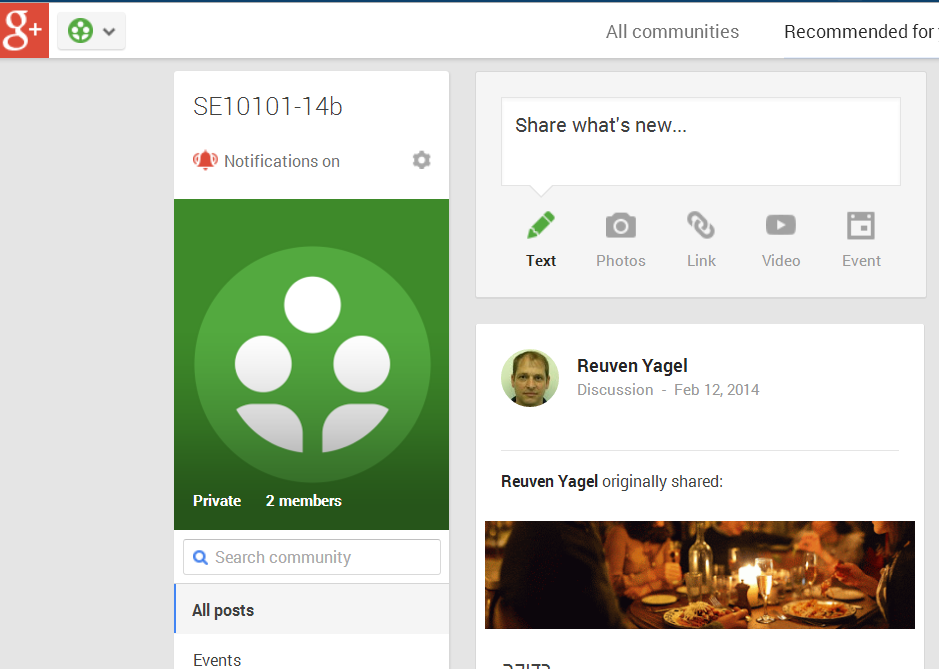 g+
All communities
Recommended for
SE10101-14b
Notifications on
Private 2 members
Search community
All posts
Events
Share what's new...
Text Photos Link Video Event
Reuven Yagel
Discussion - Feb 12, 2014
Reuven Yagel originally shared: